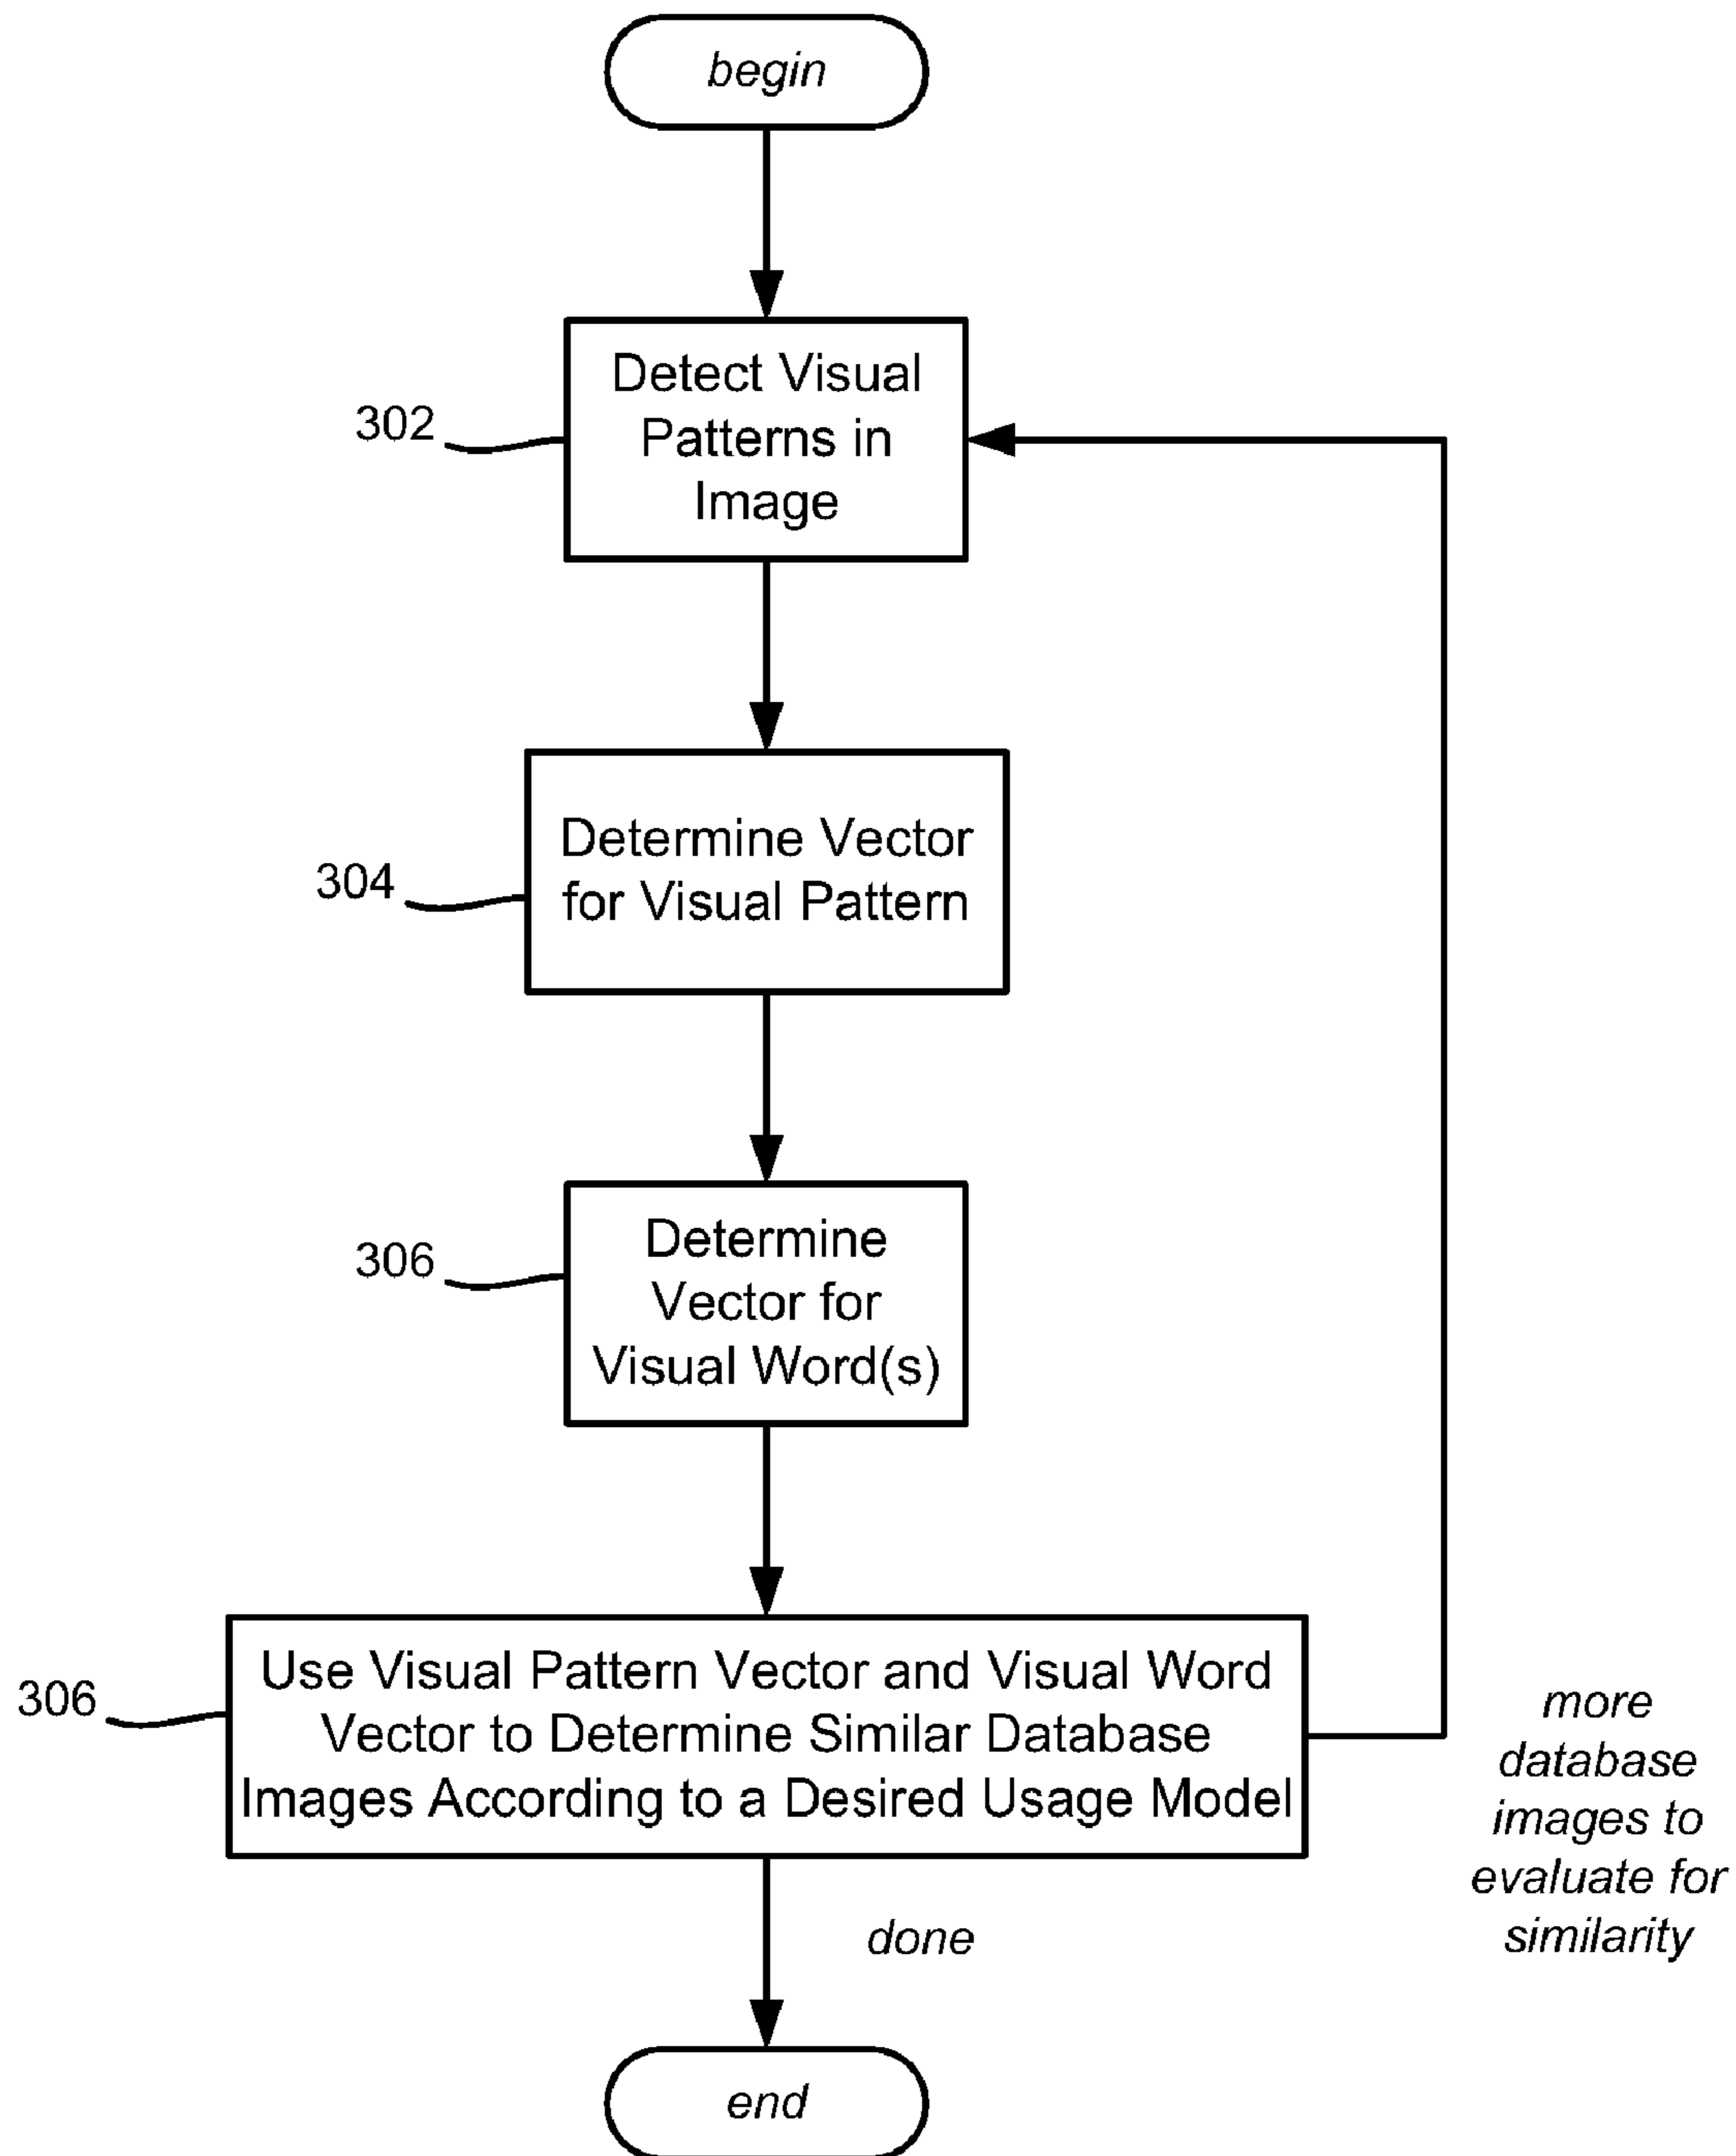 begin
302
Detect Visual
Patterns in
Image
304
Determine Vector
for Visual Pattern
306
Determine
Vector for
Visual Word(s)
306
Use Visual Pattern Vector and Visual Word
Vector to Determine Similar Database
Images According to a Desired Usage Model
more
database
images to
evaluate for
similarity
done
end